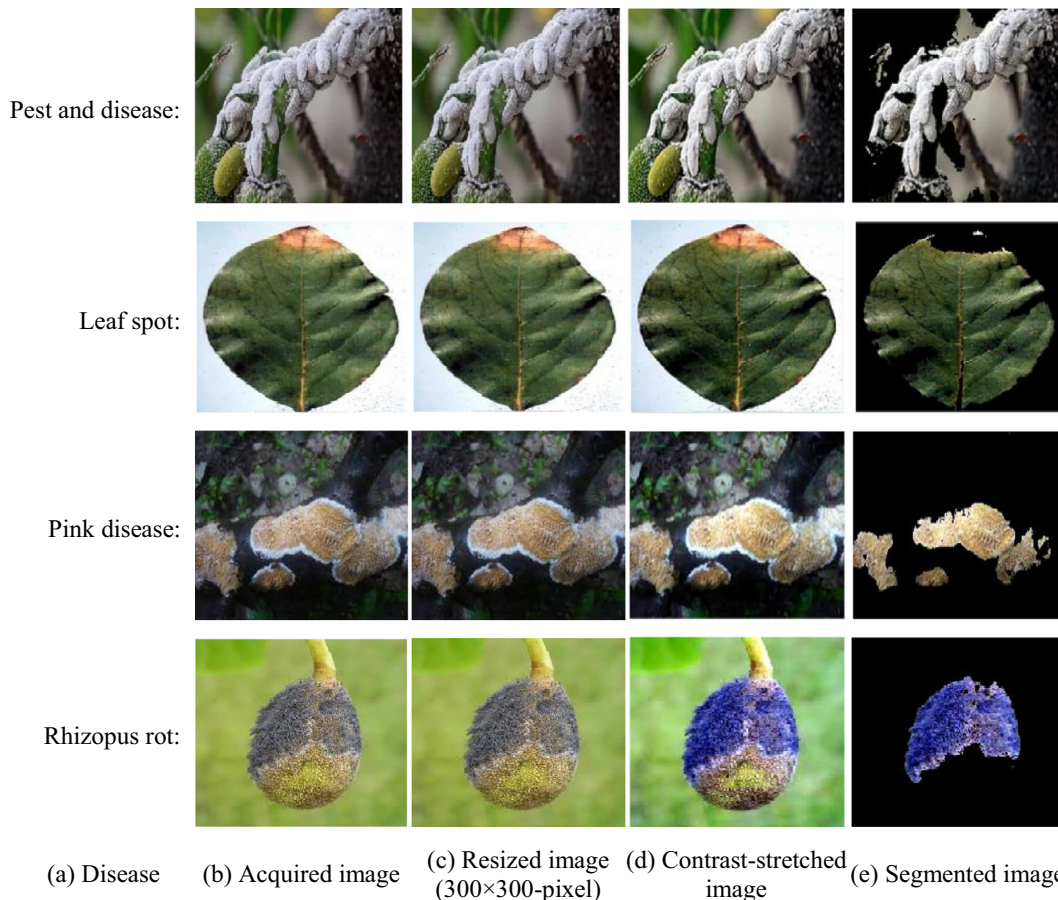 Pest and disease:
Leaf spot:
Pink disease:
Rhizopus rot:
(a) Disease
(b) Acquired image
(c) Resized image
(300×300-pixel)
(d) Contrast-stretched
image
(e) Segmented image